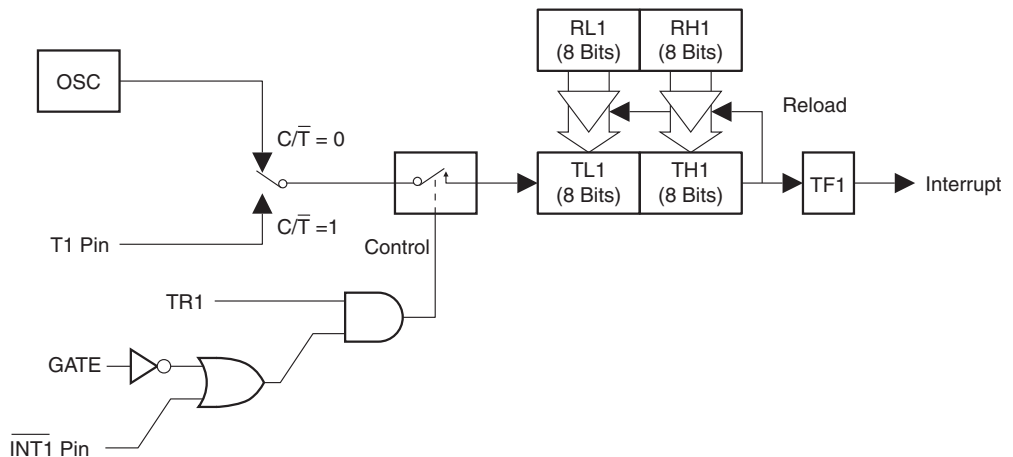 RL1
(8 Bits)
RH1
(8 Bits)
OSC
Reload
C/T̅ = 0
TL1
(8 Bits)
TH1
(8 Bits)
TF1
Interrupt
C/T̅ =1
T1 Pin
Control
TR1
GATE
I̅N̅T̅1̅ Pin